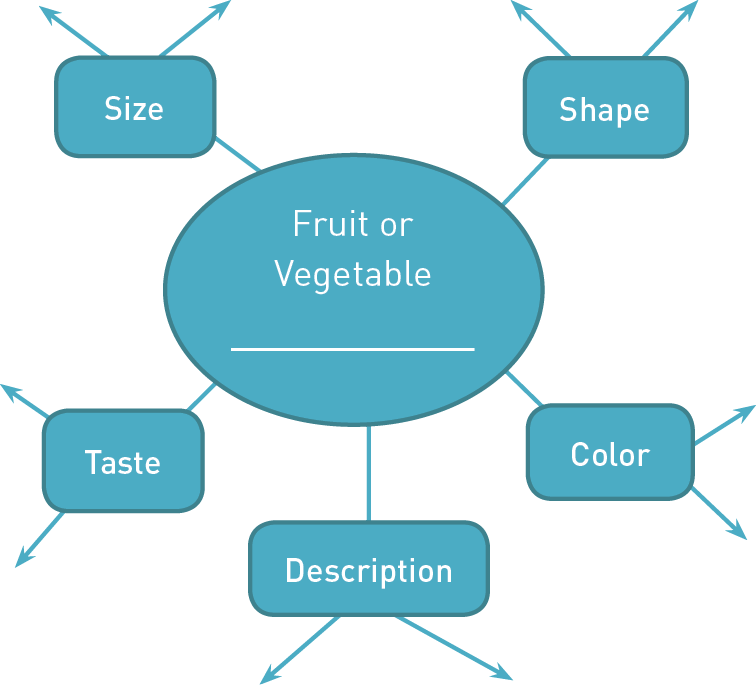 Size
Shape
Fruit or
Vegetable
Taste
Color
Description